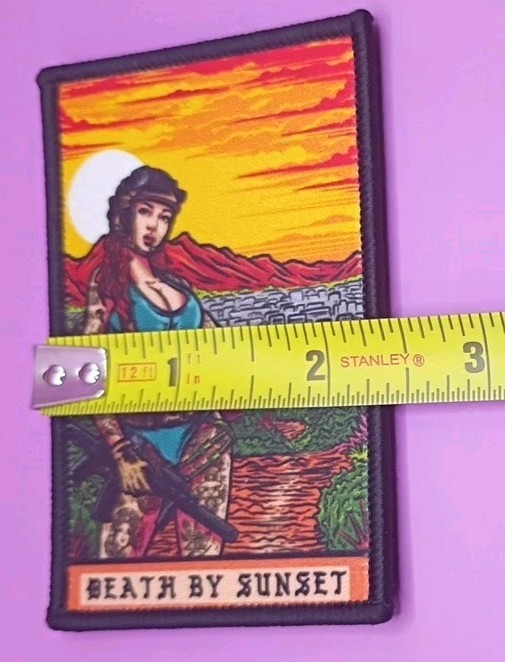 12 ft 1 ft in 2 STANLEY® 3
DEATH BY SUNSET